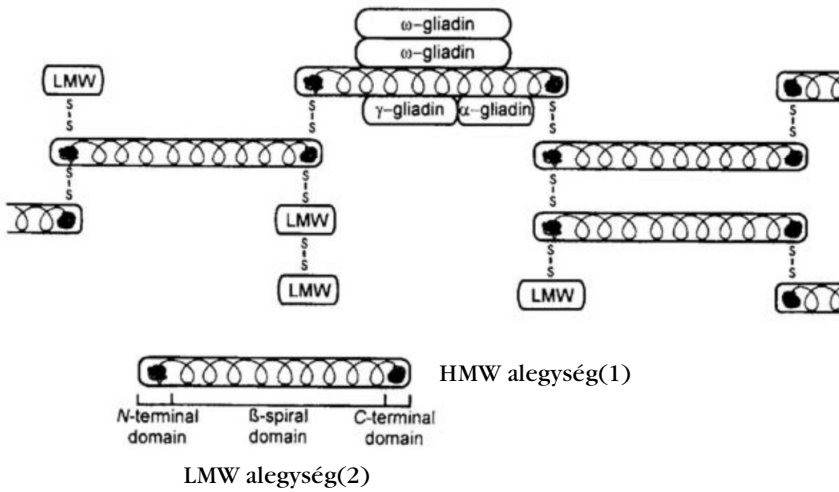 ω-gliadin
ω-gliadin
LMW
γ-gliadin α-gliadin
S-S
S-S
S-S
S-S
S-S
S-S
LMW
S-S
S-S
S-S
LMW
LMW
HMW alegység(1)
N-terminal domain
ß-spiral domain
C-terminal domain
LMW alegység(2)